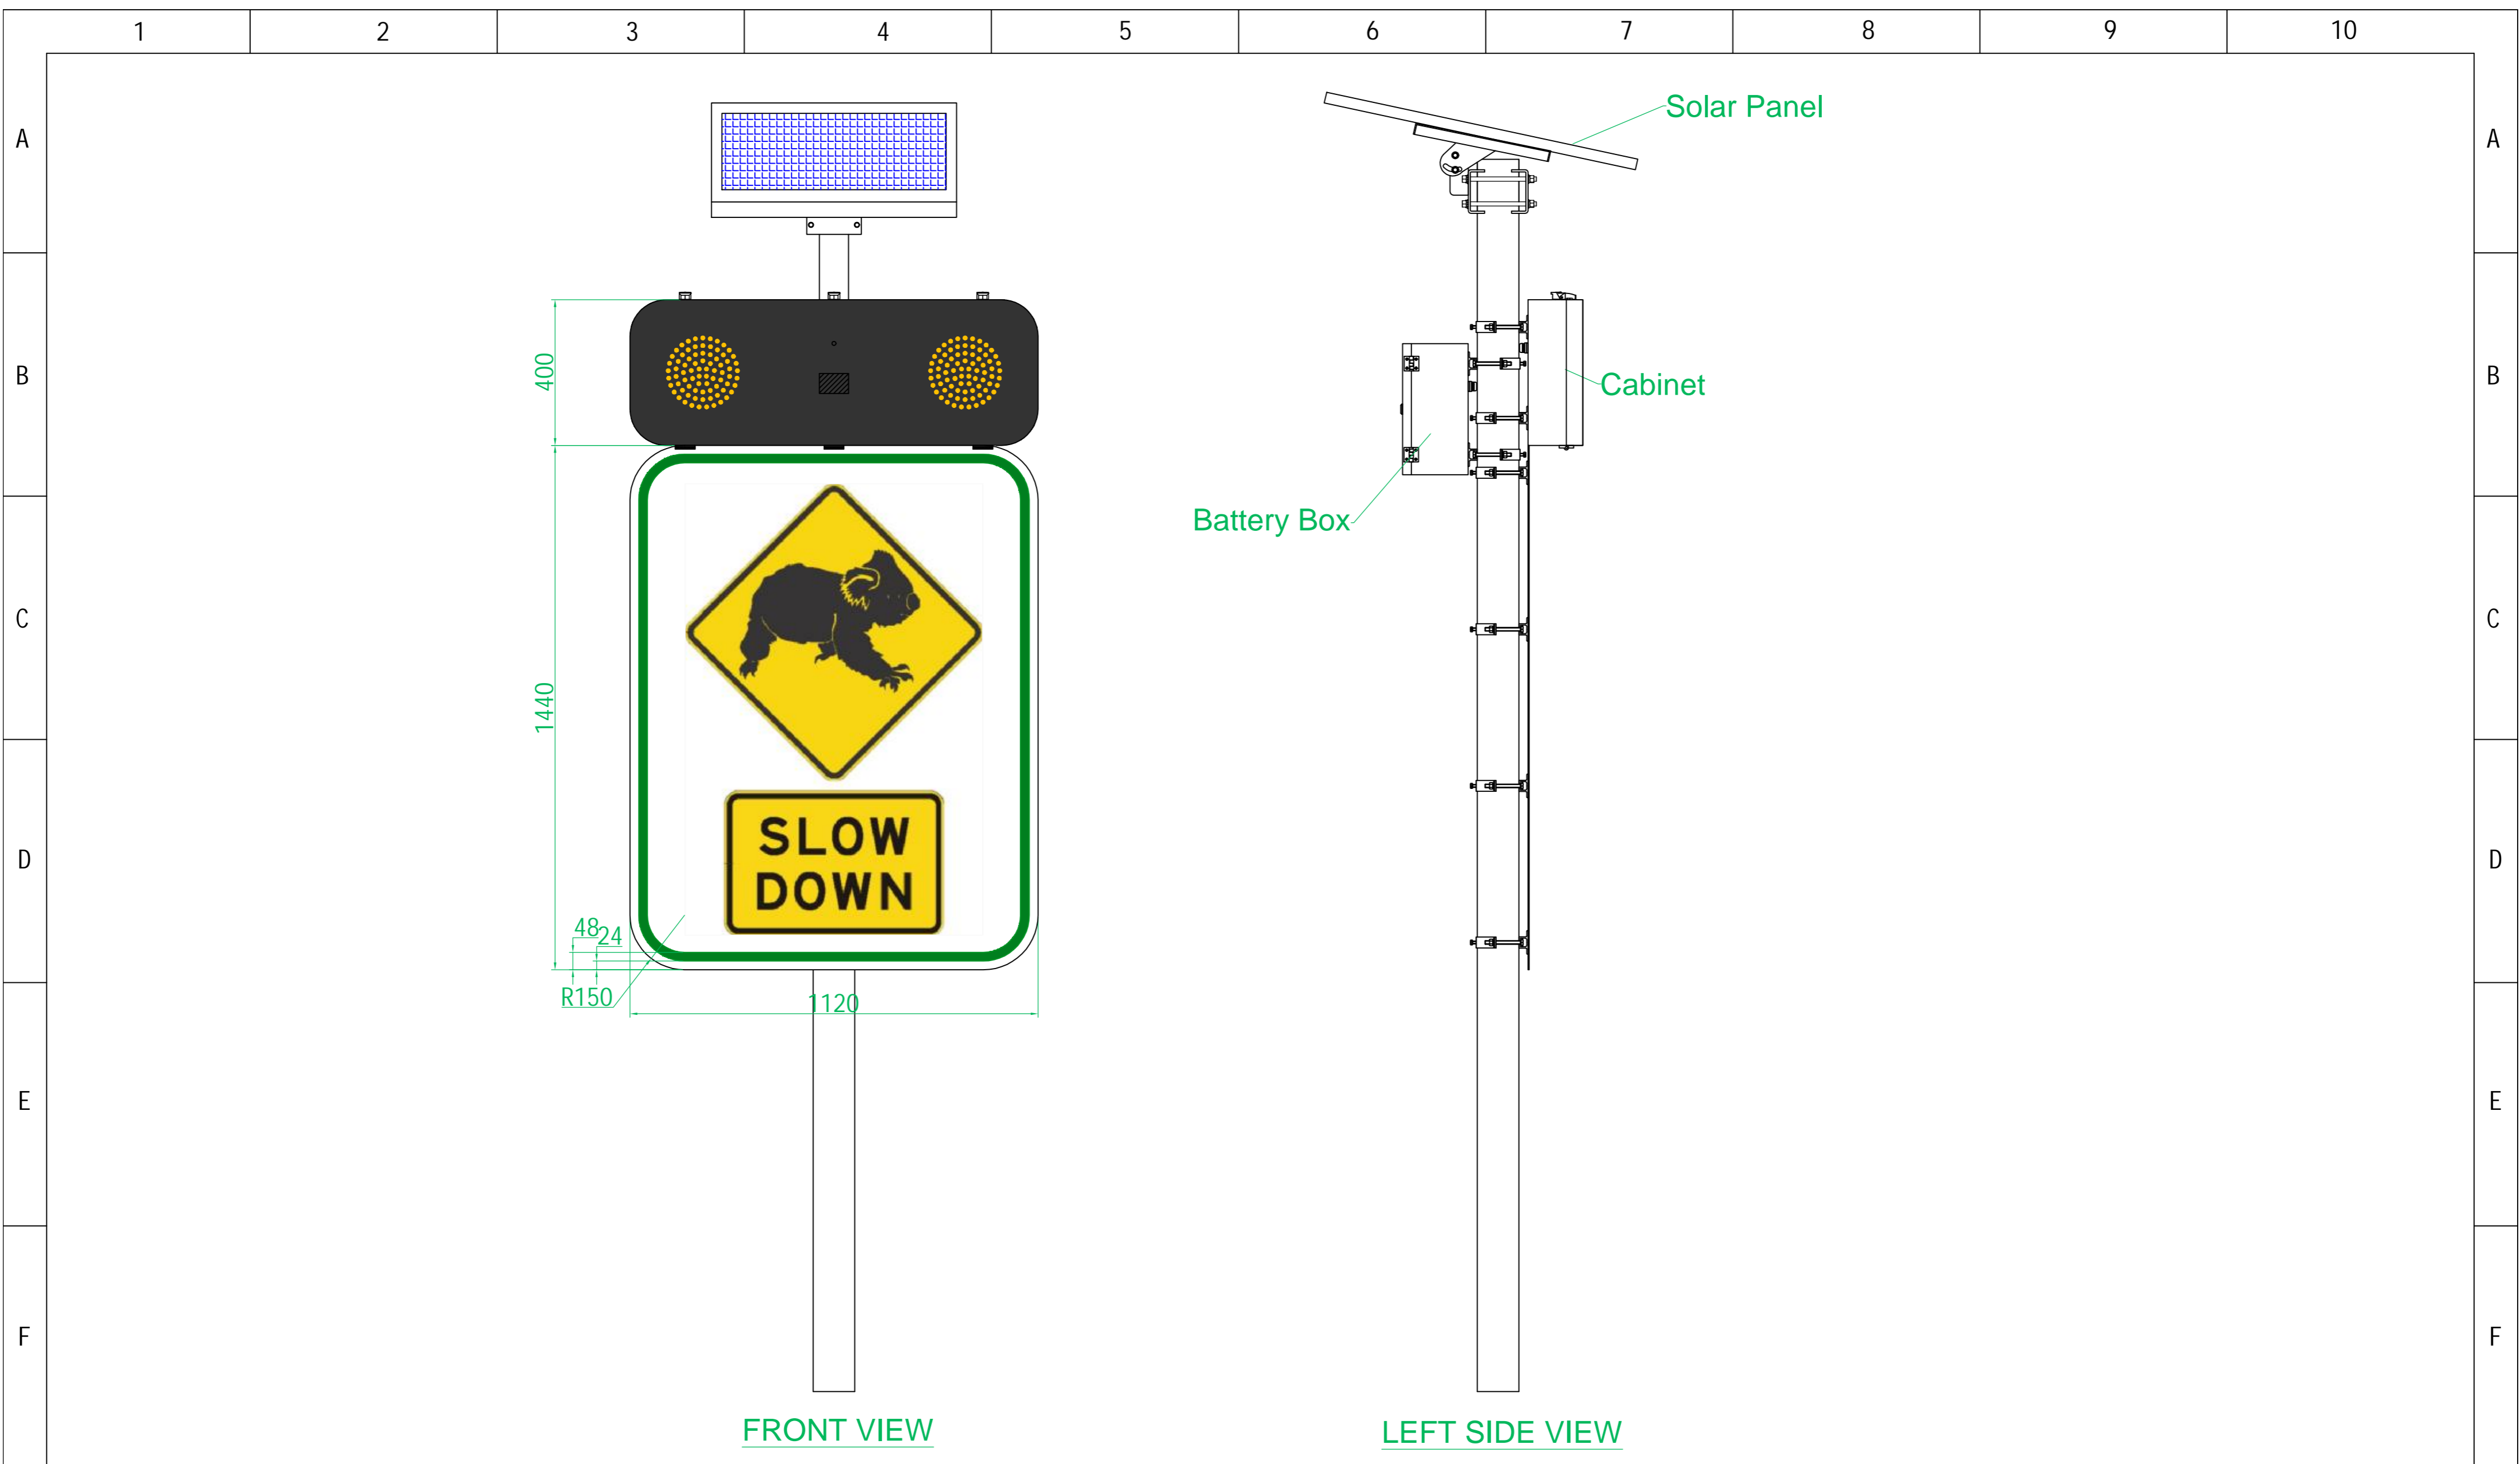 1 2 3 4 5 6 7 8 9 10
A A
Solar Panel
B B
400
Cabinet
Battery Box
C C
1440
D D
SLOW
DOWN
48
24
R150
1120
E E
F F
FRONT VIEW
LEFT SIDE VIEW